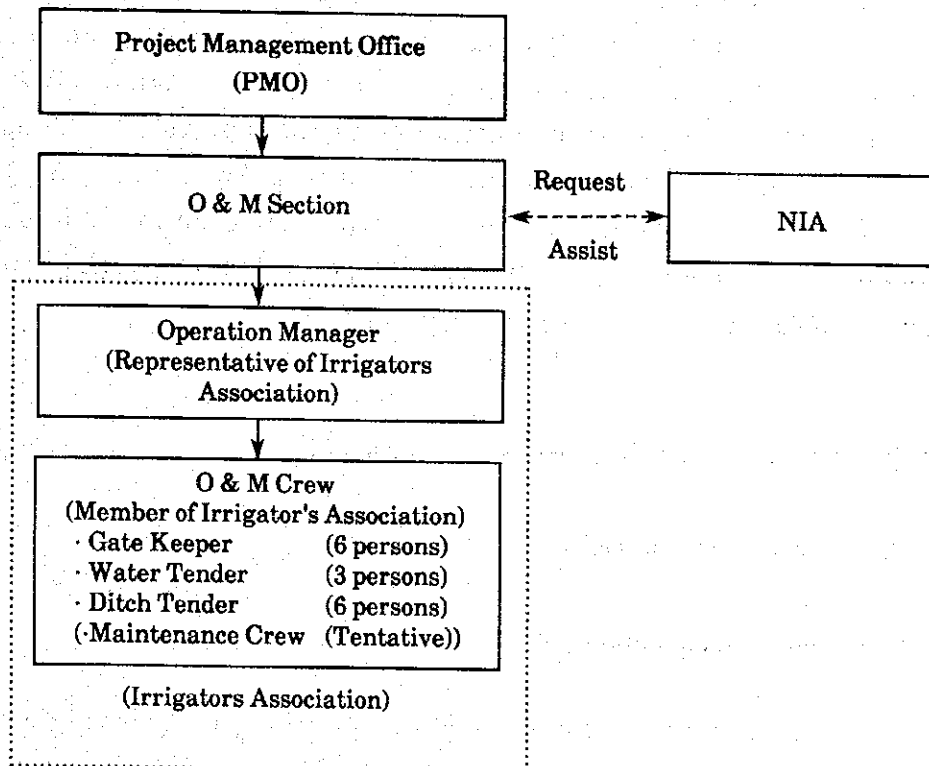 Project Management Office
(PMO)
O & M Section
Request
Assist
NIA
Operation Manager
(Representative of Irrigators
Association)
O & M Crew
(Member of Irrigator's Association)
· Gate Keeper (6 persons)
· Water Tender (3 persons)
· Ditch Tender (6 persons)
(·Maintenance Crew (Tentative))
(Irrigators Association)